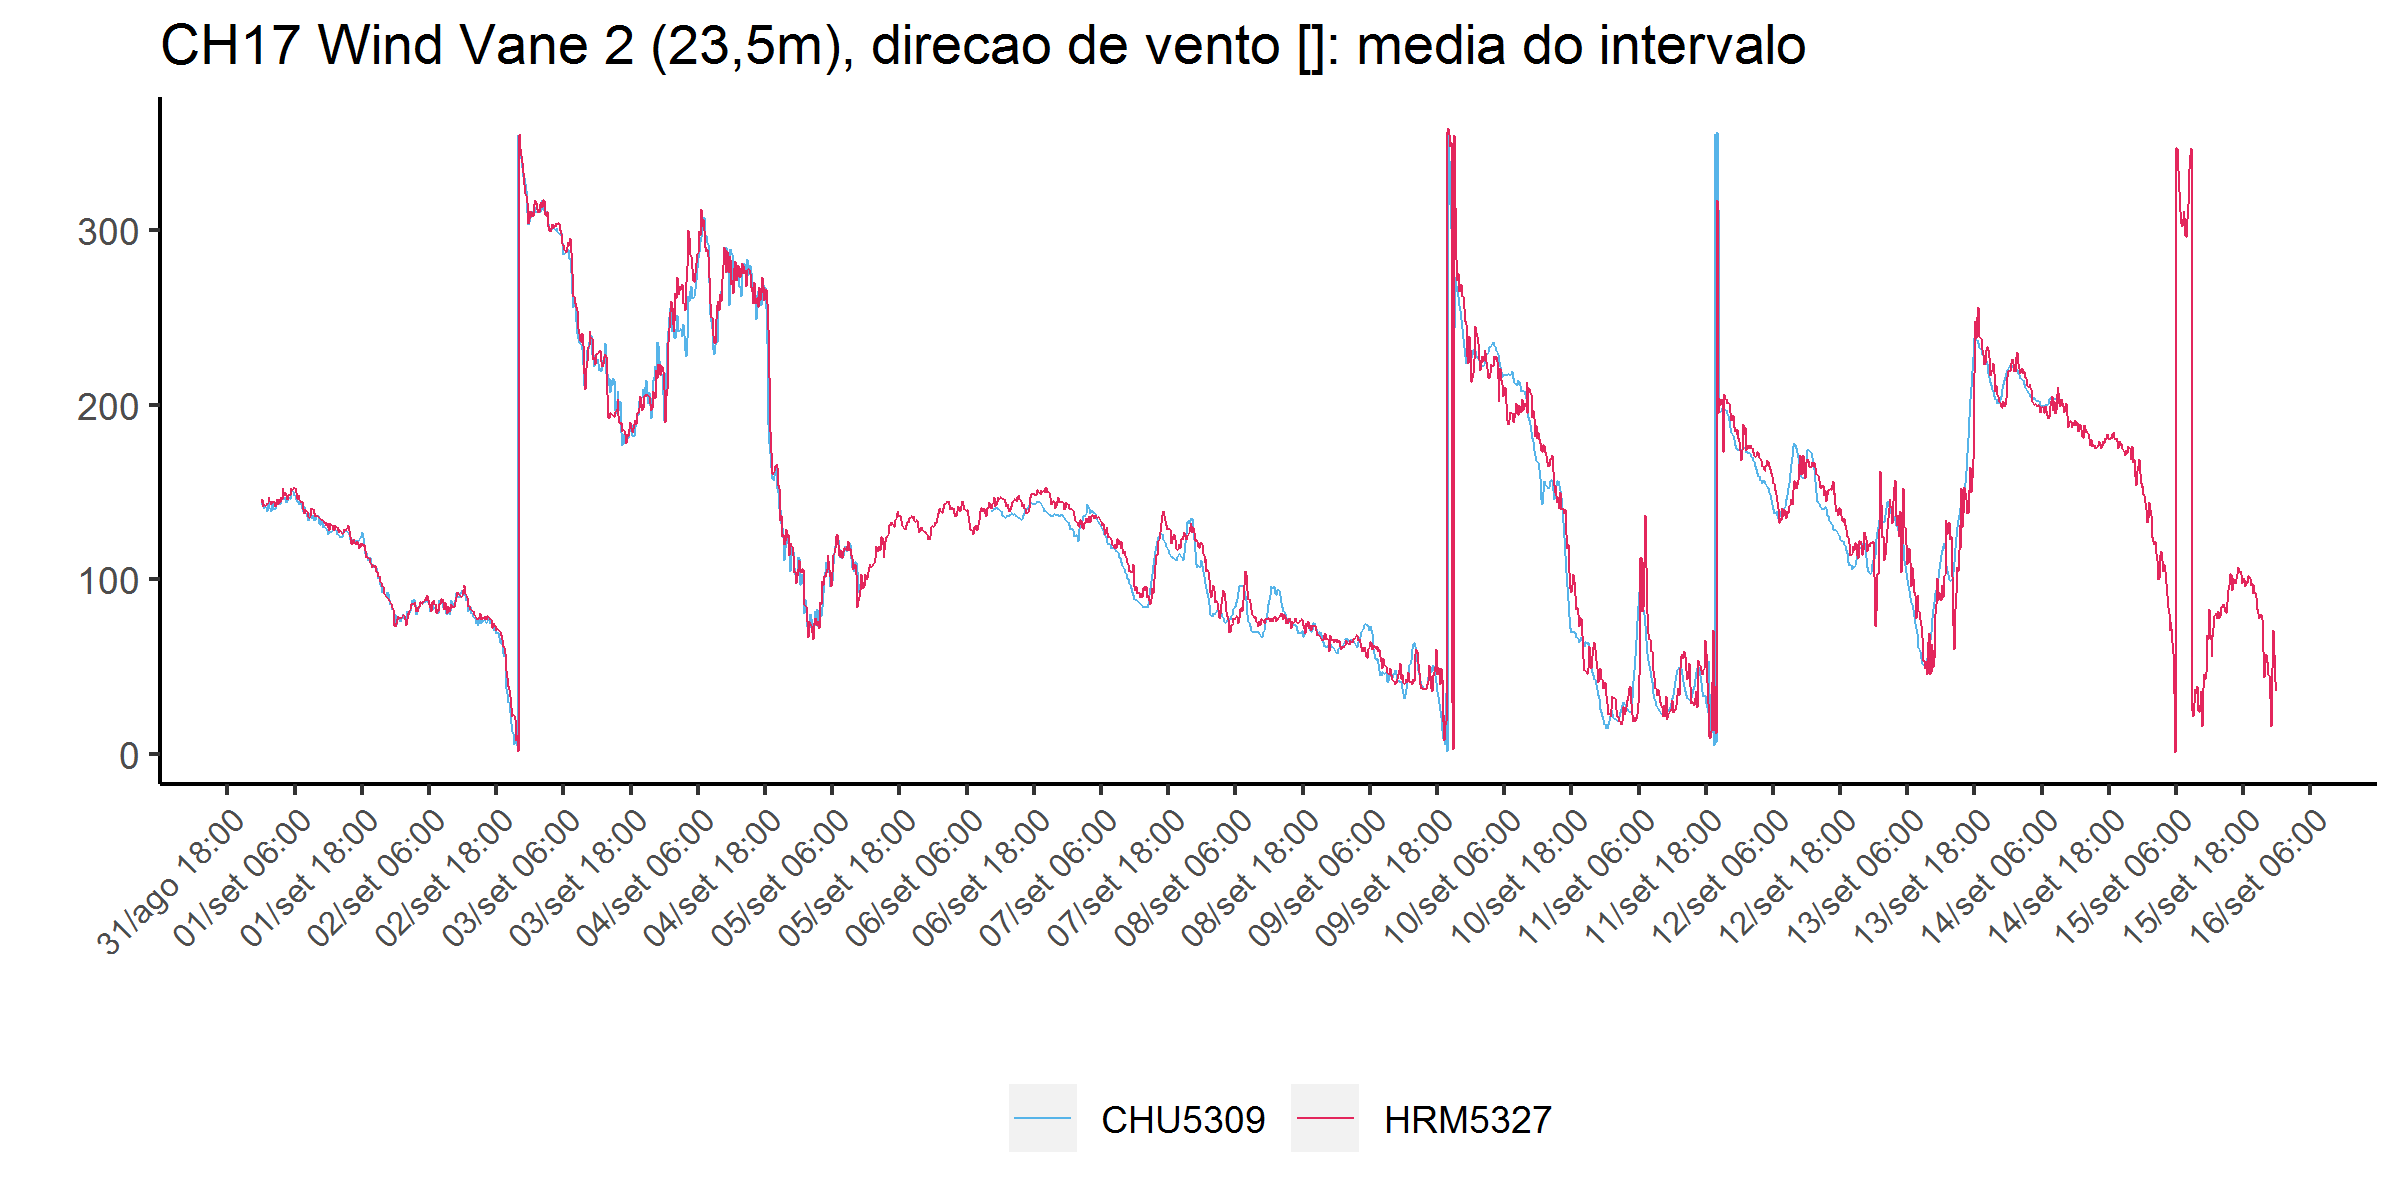 CH17 Wind Vane 2 (23,5m), direcao de vento []: media do intervalo
300
200
100
0
31/ago 18:00
01/set 06:00
01/set 18:00
02/set 06:00
02/set 18:00
03/set 06:00
03/set 18:00
04/set 06:00
04/set 18:00
05/set 06:00
05/set 18:00
06/set 06:00
06/set 18:00
07/set 06:00
07/set 18:00
08/set 06:00
08/set 18:00
09/set 06:00
09/set 18:00
10/set 06:00
10/set 18:00
11/set 06:00
11/set 18:00
12/set 06:00
12/set 18:00
13/set 06:00
13/set 18:00
14/set 06:00
14/set 18:00
15/set 06:00
15/set 18:00
16/set 06:00
CHU5309
HRM5327